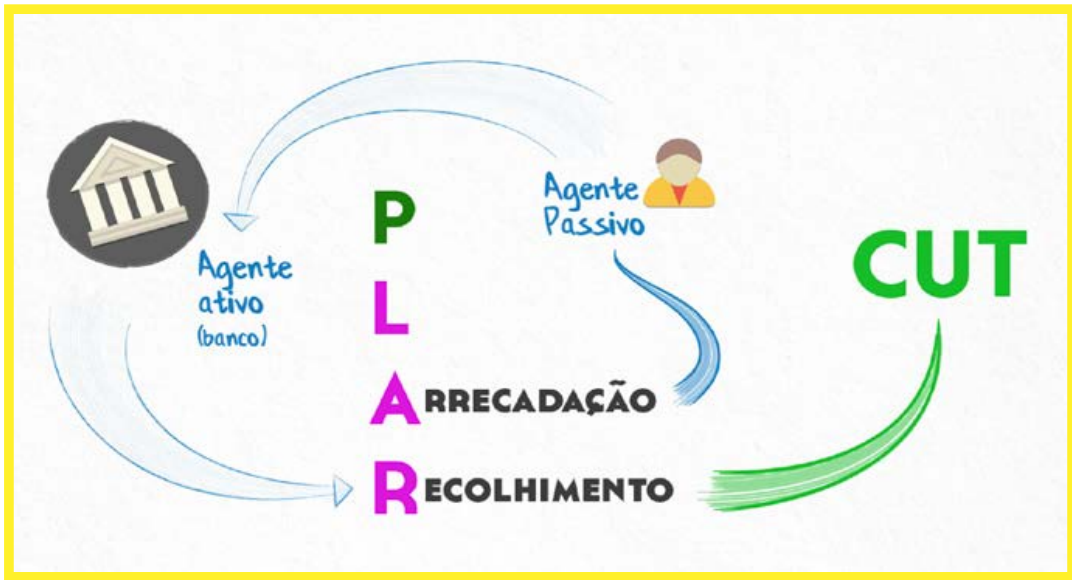 Agente
Passivo
Agente
ativo
(banco)
P
L
ARRECADAÇÃO
RECOLHIMENTO
CUT